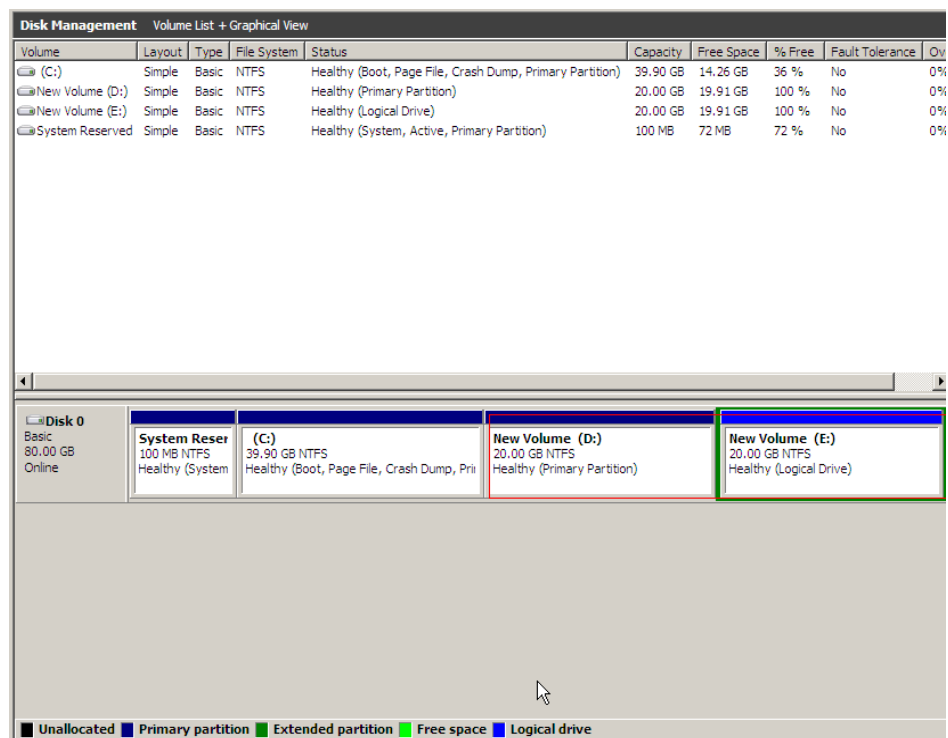 Disk Management Volume List + Graphical View
Volume Layout Type File System Status Capacity Free Space % Free Fault Tolerance Ov
(C:) Simple Basic NTFS Healthy (Boot, Page File, Crash Dump, Primary Partition) 39.90 GB 14.26 GB 36 % No 0%
New Volume (D:) Simple Basic NTFS Healthy (Primary Partition) 20.00 GB 19.91 GB 100 % No 0%
New Volume (E:) Simple Basic NTFS Healthy (Logical Drive) 20.00 GB 19.91 GB 100 % No 0%
System Reserved Simple Basic NTFS Healthy (System, Active, Primary Partition) 100 MB 72 MB 72 % No 0%
Disk 0
Basic
80.00 GB
Online
System Reser
100 MB NTFS
Healthy (System
(C:)
39.90 GB NTFS
Healthy (Boot, Page File, Crash Dump, Pri
New Volume (D:)
20.00 GB NTFS
Healthy (Primary Partition)
New Volume (E:)
20.00 GB NTFS
Healthy (Logical Drive)
Unallocated Primary partition Extended partition Free space Logical drive